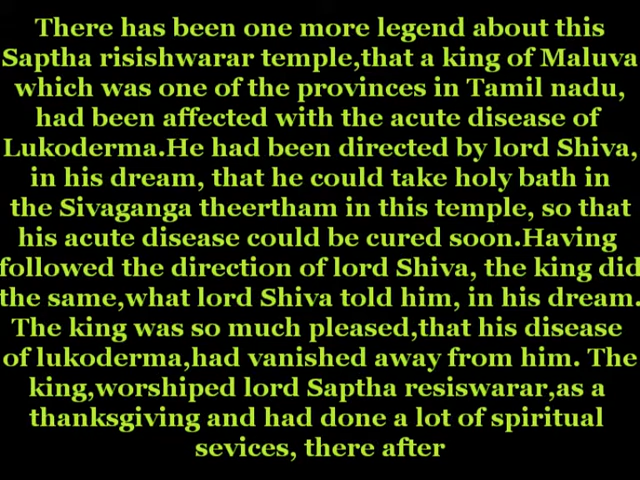 There has been one more legend about this
Saptha risishwarar temple,that a king of Maluva
which was one of the provinces in Tamil nadu,
had been affected with the acute disease of
Lukoderma.He had been directed by lord Shiva,
in his dream, that he could take holy bath in
the Sivaganga theertham in this temple, so that
his acute disease could be cured soon.Having
followed the direction of lord Shiva, the king did
the same,what lord Shiva told him, in his dream.
The king was so much pleased,that his disease
of lukoderma,had vanished away from him. The
king,worshiped lord Saptha resiswarar,as a
thanksgiving and had done a lot of spiritual
sevices, there after